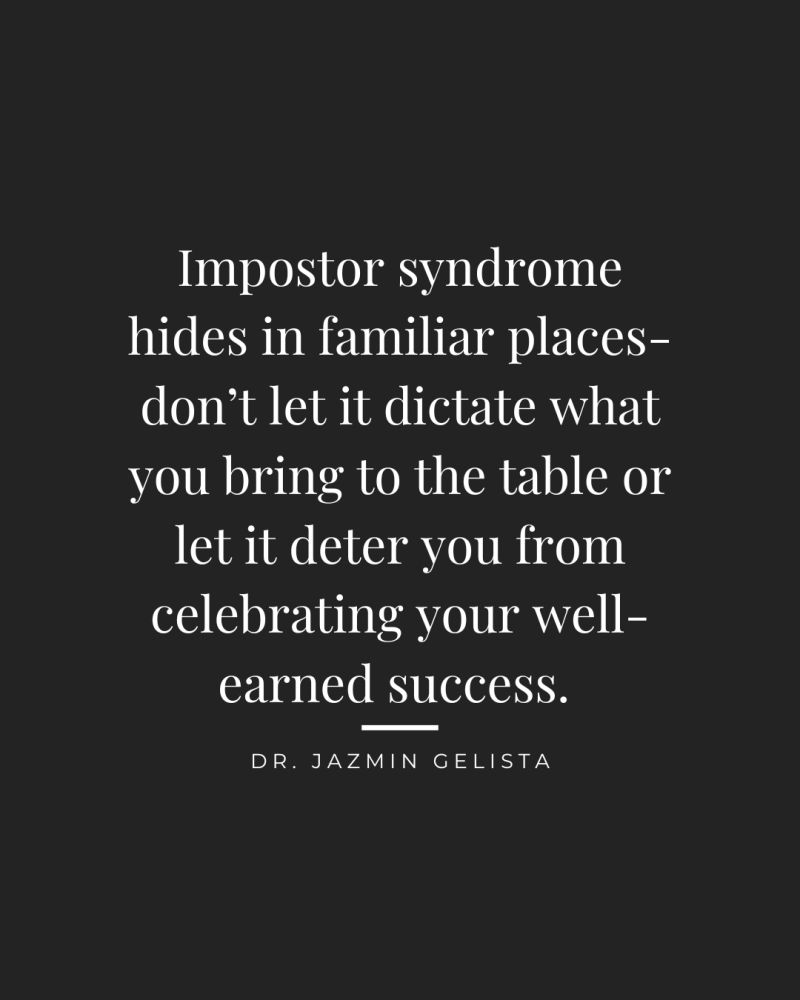 Impostor syndrome
hides in familiar places-
don’t let it dictate what
you bring to the table or
let it deter you from
celebrating your well-
earned success.
DR. JAZMIN GELISTA